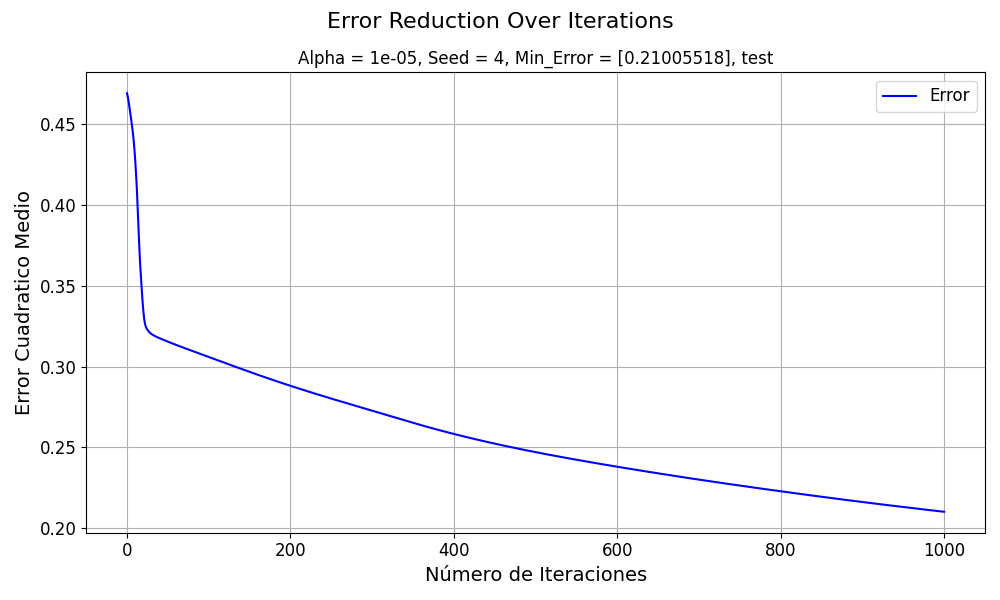 Error Reduction Over Iterations
Alpha = 1e-05, Seed = 4, Min_Error = [0.21005518], test
Error
Error Cuadratico Medio
0.45
0.40
0.35
0.30
0.25
0.20
0 200 400 600 800 1000
Número de Iteraciones